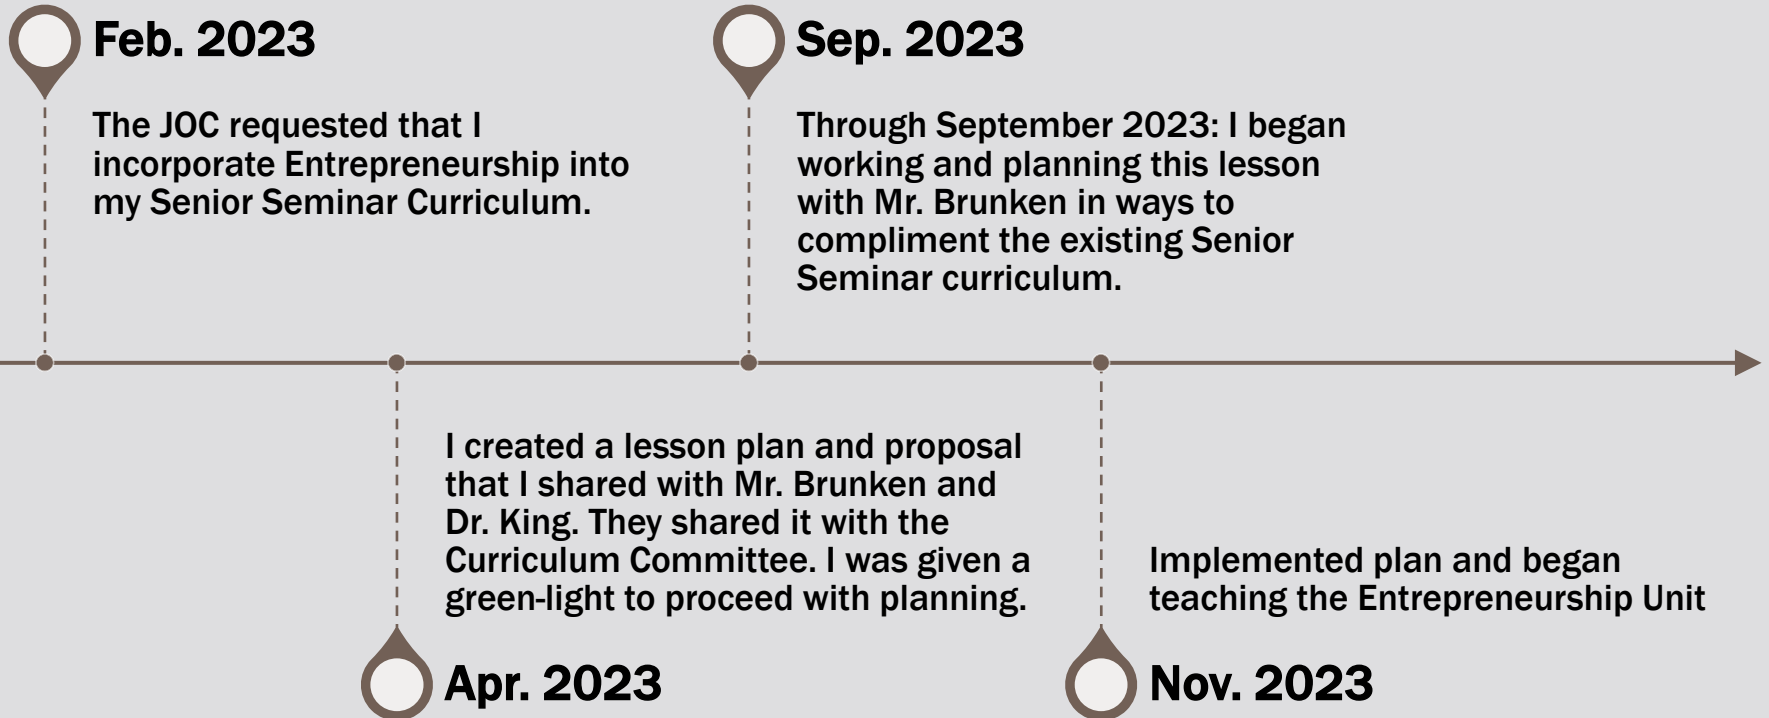 Feb. 2023
The JOC requested that I
incorporate Entrepreneurship into
my Senior Seminar Curriculum.
I created a lesson plan and proposal
that I shared with Mr. Brunken and
Dr. King. They shared it with the
Curriculum Committee. I was given a
green-light to proceed with planning.
Apr. 2023
Sep. 2023
Through September 2023: I began
working and planning this lesson
with Mr. Brunken in ways to
compliment the existing Senior
Seminar curriculum.
Implemented plan and began
teaching the Entrepreneurship Unit
Nov. 2023